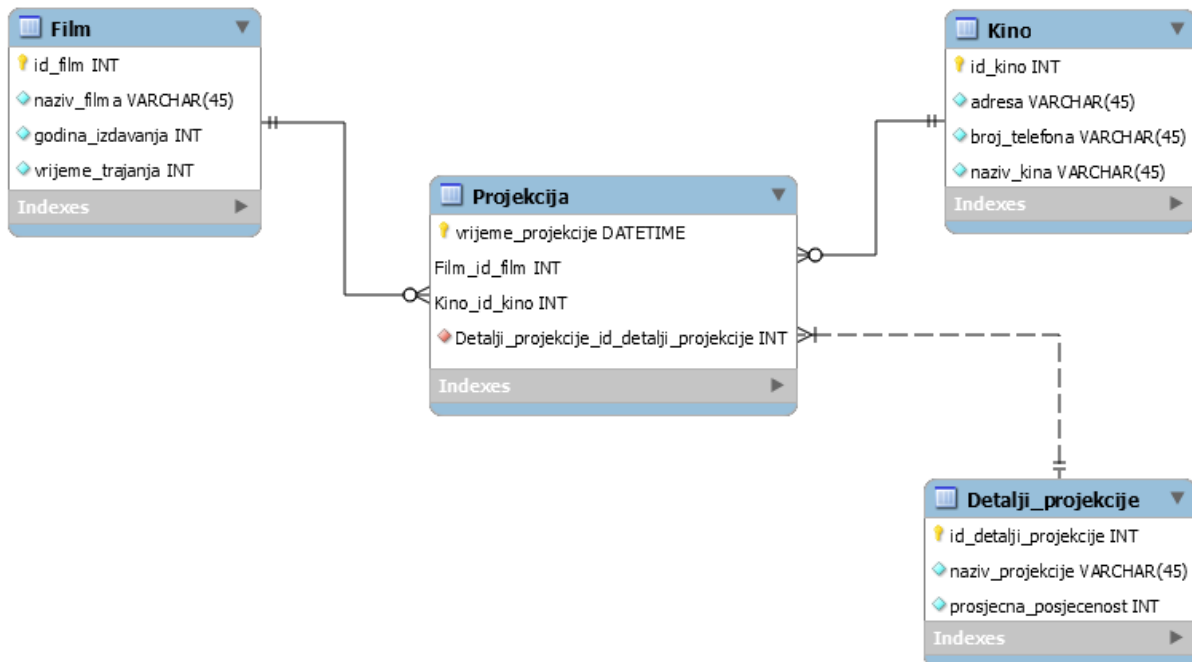 Film
id_film INT
naziv_filma VARCHAR(45)
godina_izdavanja INT
vrijeme_trajanja INT
Indexes
Kino
id_kino INT
adresa VARCHAR(45)
broj_telefona VARCHAR(45)
naziv_kina VARCHAR(45)
Indexes
Projekcija
vrijeme_projekcije DATETIME
Film_id_film INT
Kino_id_kino INT
Detalji_projekcije_id_detalji_projekcije INT
Indexes
Detalji_projekcije
id_detalji_projekcije INT
naziv_projekcije VARCHAR(45)
prosjecna_posjecenost INT
Indexes